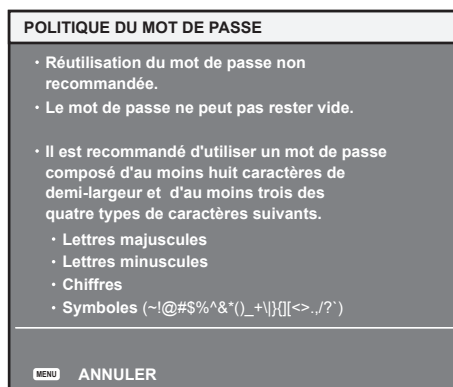 POLITIQUE DU MOT DE PASSE
・Réutilisation du mot de passe non
recommandée.
・Le mot de passe ne peut pas rester vide.
・Il est recommandé d'utiliser un mot de passe
composé d'au moins huit caractères de
demi-largeur et d'au moins trois des
quatre types de caractères suivants.
・Lettres majuscules
・Lettres minuscules
・Chiffres
・Symboles (~!@#$%^&*()_+\|}{][<>.,/?`)
MENU ANNULER